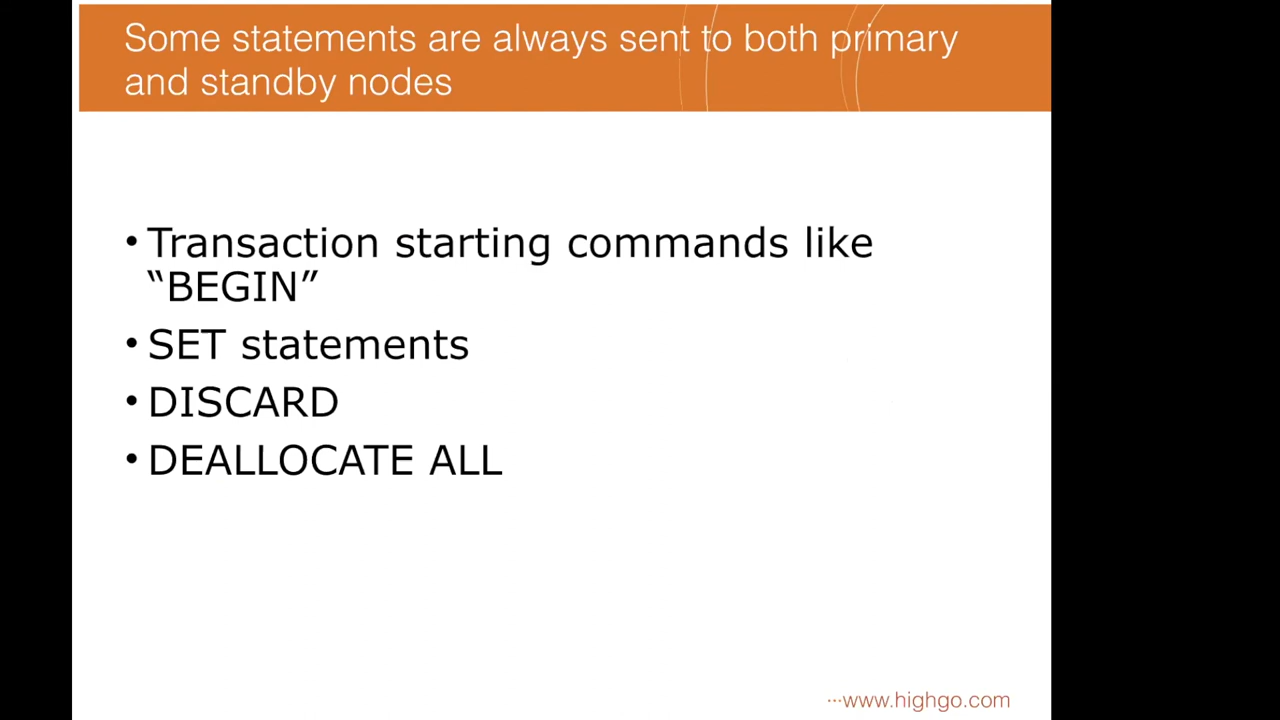 Some statements are always sent to both primary
and standby nodes
• Transaction starting commands like
“BEGIN”
• SET statements
• DISCARD
• DEALLOCATE ALL
···www.highgo.com